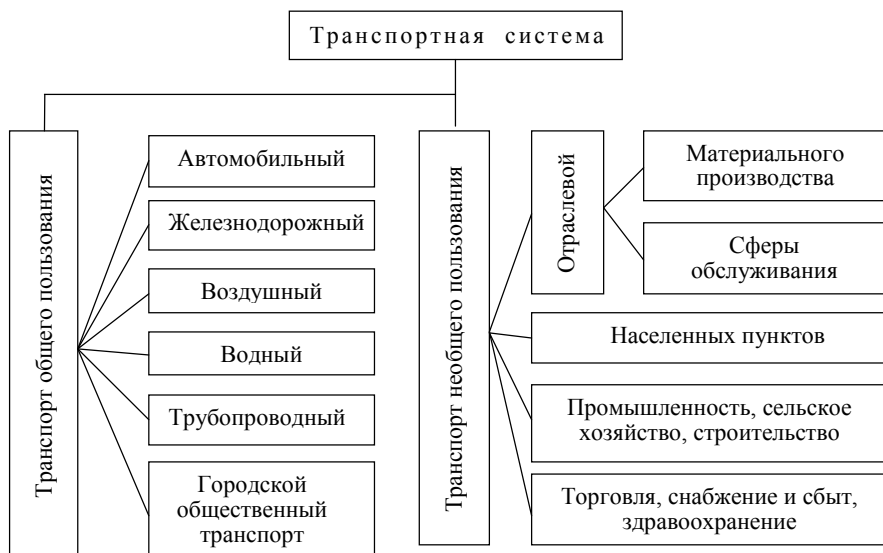 Транспортная система
Транспорт общего пользования
Автомобильный
Железнодорожный
Воздушный
Водный
Трубопроводный
Городской
общественный
транспорт
Транспорт необщего пользования
Отраслевой
Материального
производства
Сферы
обслуживания
Населенных пунктов
Промышленность, сельское
хозяйство, строительство
Торговля, снабжение и сбыт,
здравоохранение